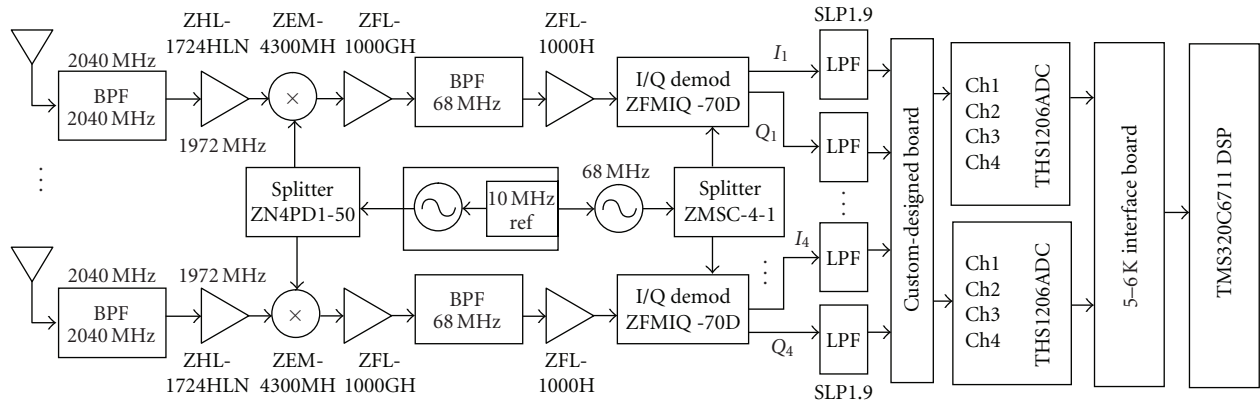 ZHL-
1724HLN
ZEM-
4300MH
ZFL-
1000GH
ZFL-
1000H
SLP1.9
2040 MHz
BPF
2040 MHz
×
BPF
68 MHz
I/Q demod
ZFMIQ -70D
I1
LPF
Q1
LPF
1972 MHz
Splitter
ZN4PD1-50
10 MHz
ref
68 MHz
Splitter
ZMSC-4-1
Custom-designed board
Ch1
Ch2
Ch3
Ch4
THS1206ADC
5–6 K interface board
TMS320C6711 DSP
2040 MHz
1972 MHz
BPF
2040 MHz
×
BPF
68 MHz
I/Q demod
ZFMIQ -70D
I4
LPF
Q4
LPF
Ch1
Ch2
Ch3
Ch4
THS1206ADC
ZHL-
1724HLN
ZEM-
4300MH
ZFL-
1000GH
ZFL-
1000H
SLP1.9